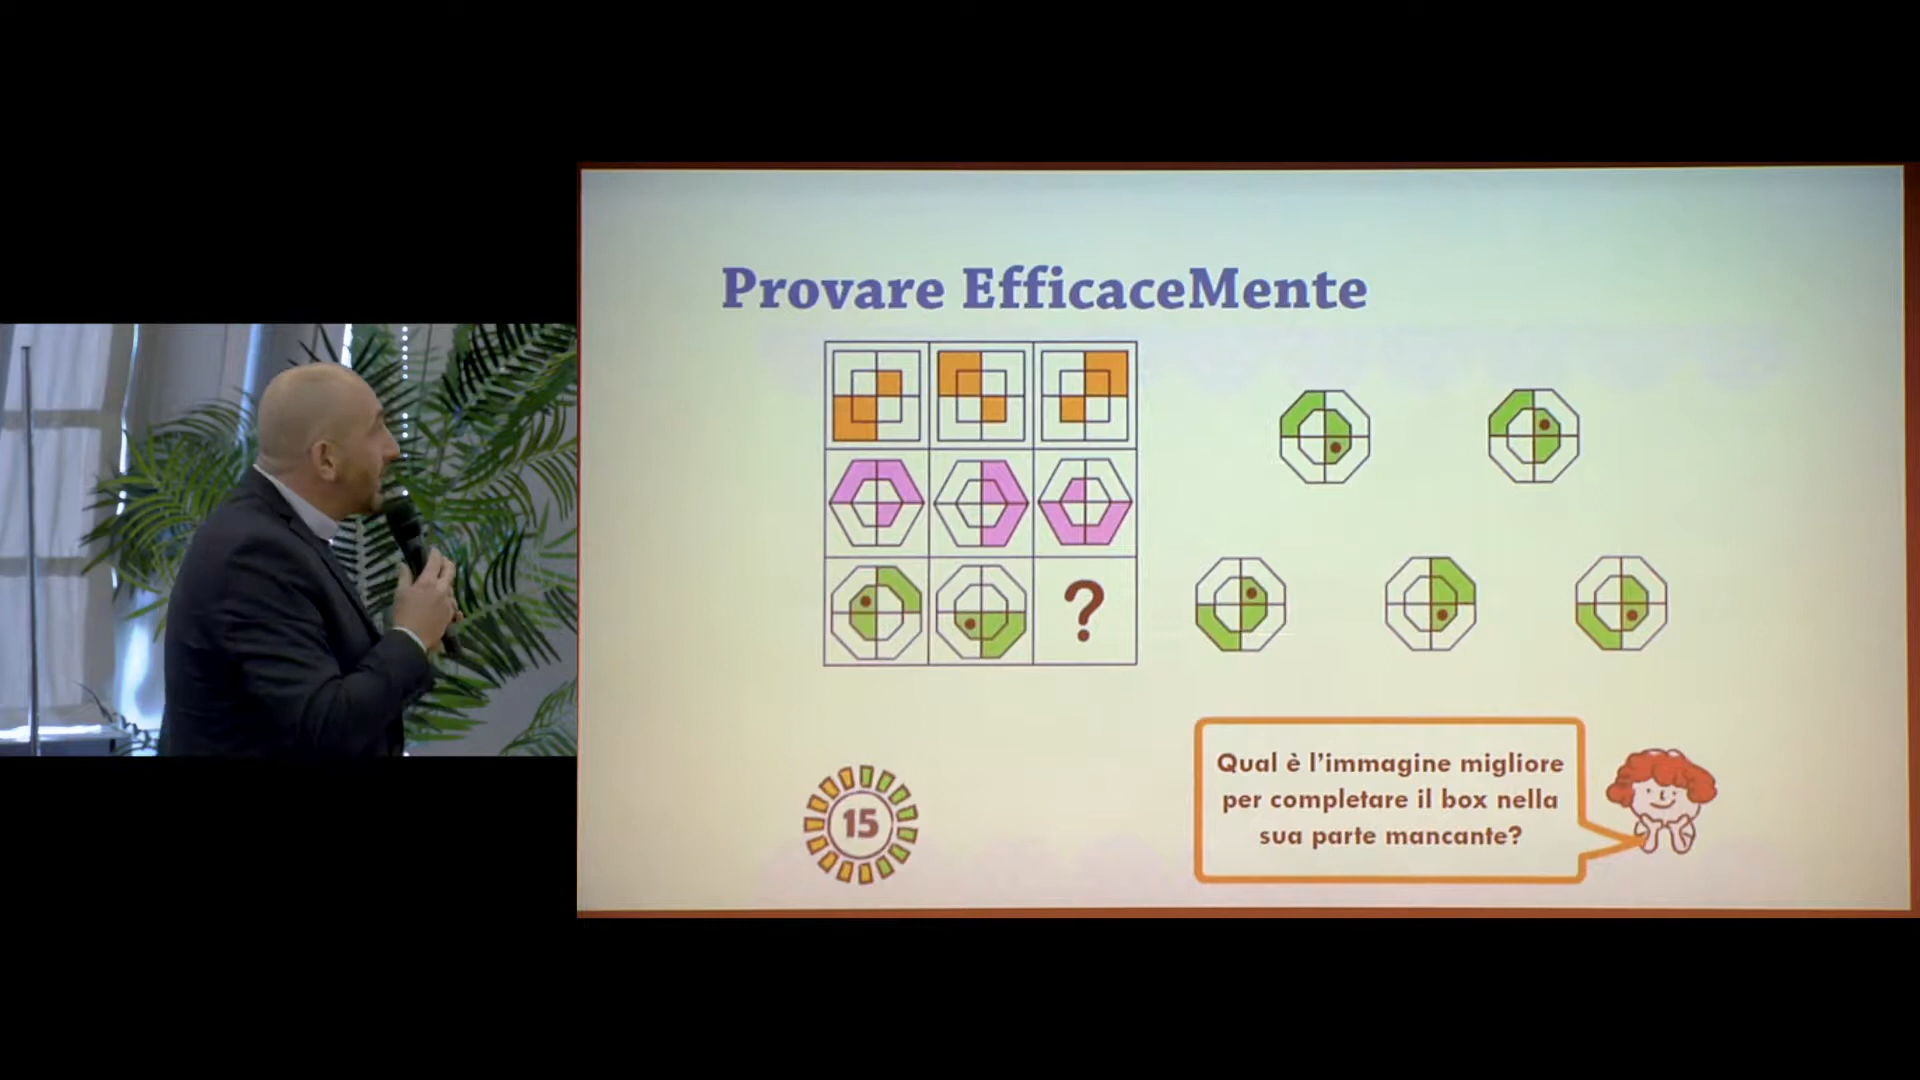 Provare EfficaceMente
?
15
Qual è l'immagine migliore
per completare il box nella
sua parte mancante?